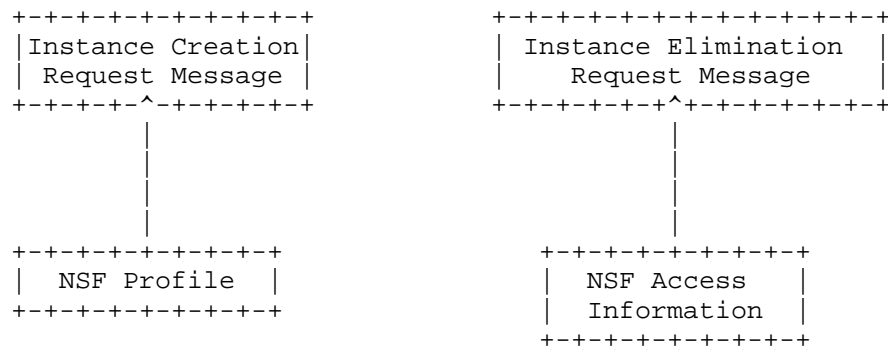 Instance Creation
Request Message
Instance Elimination
Request Message
NSF Profile
NSF Access
Information